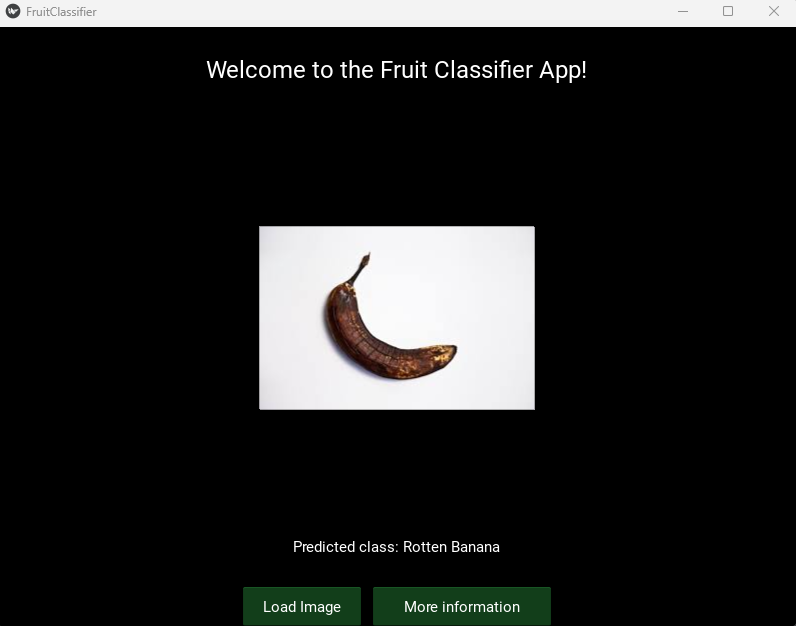 FruitClassifier
Welcome to the Fruit Classifier App!
Predicted class: Rotten Banana
Load Image
More information